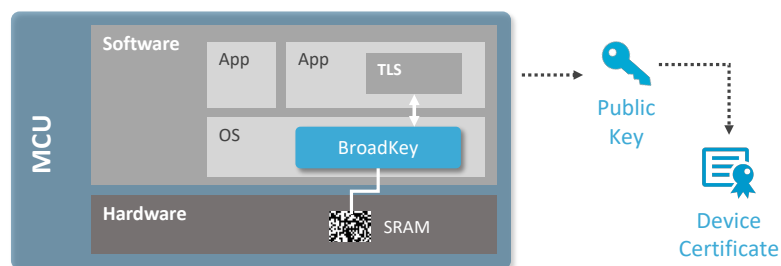 MCU
Software
App
App
TLS
OS
BroadKey
Hardware
SRAM
Public
Key
Device
Certificate